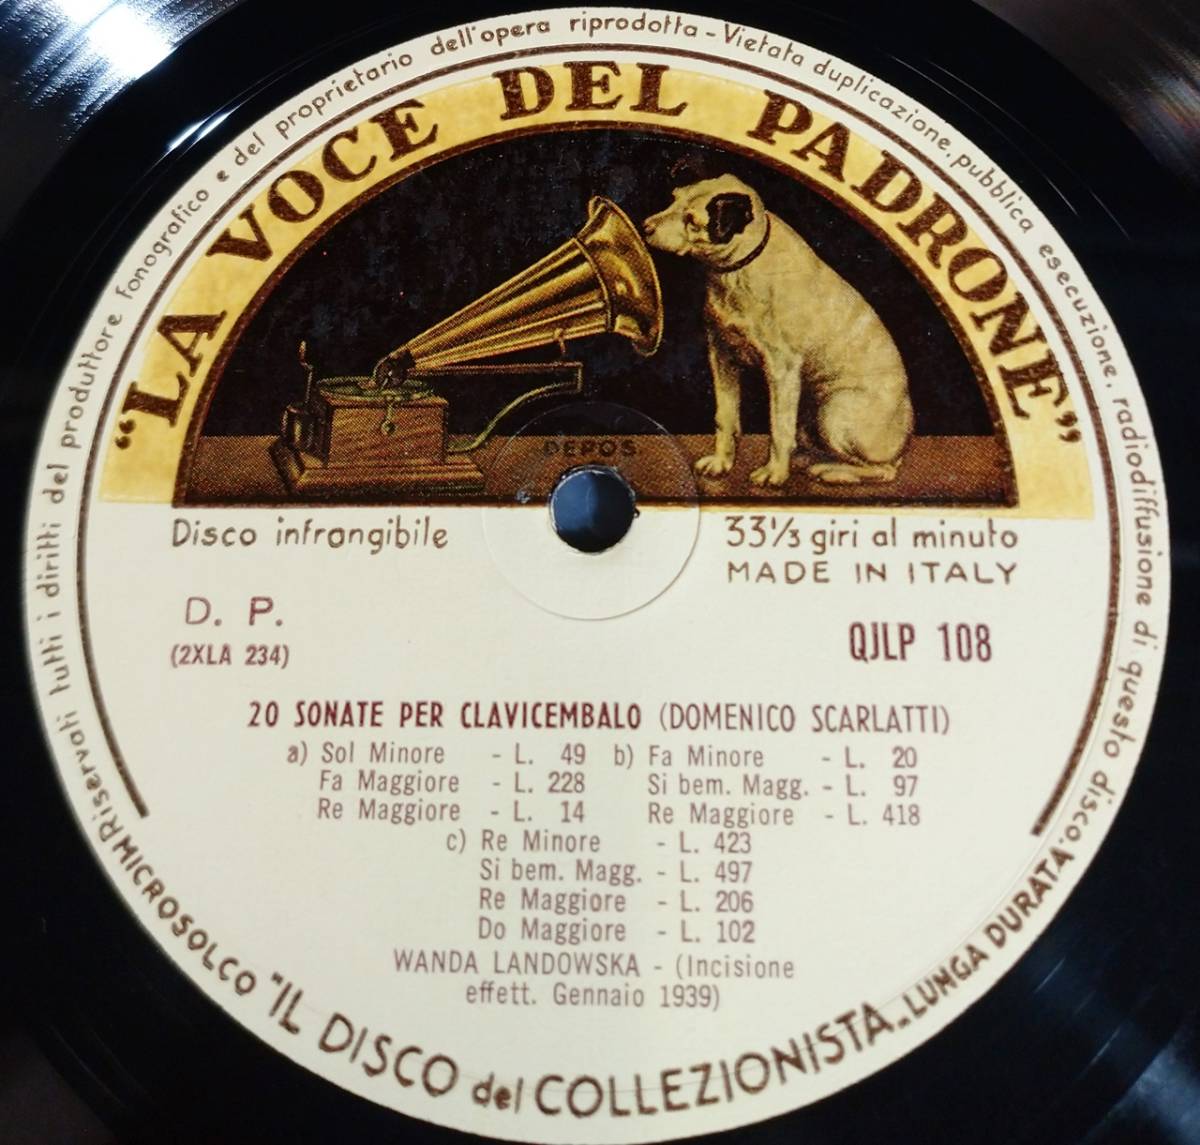 Riservati tutti i diritti del produttore fonografico e del proprietario dell'opera riprodotta - Vietata duplicazione, pubblica esecuzione, radiodiffusione di questo disco.
"LA VOCE DEL PADRONE"
DEPOS
Disco infrangibile
33⅓ giri al minuto
MADE IN ITALY
D. P.
(2XLA 234)
QJLP 108
20 SONATE PER CLAVICEMBALO (DOMENICO SCARLATTI)
a) Sol Minore - L. 49 b) Fa Minore - L. 20
Fa Maggiore - L. 228 Si bem. Magg. - L. 97
Re Maggiore - L. 14 Re Maggiore - L. 418
c) Re Minore - L. 423
Si bem. Magg. - L. 497
Re Maggiore - L. 206
Do Maggiore - L. 102
WANDA LANDOWSKA - (Incisione
effett. Gennaio 1939)
MICROSOLCO "IL DISCO del COLLEZIONISTA - LUNGA DURATA